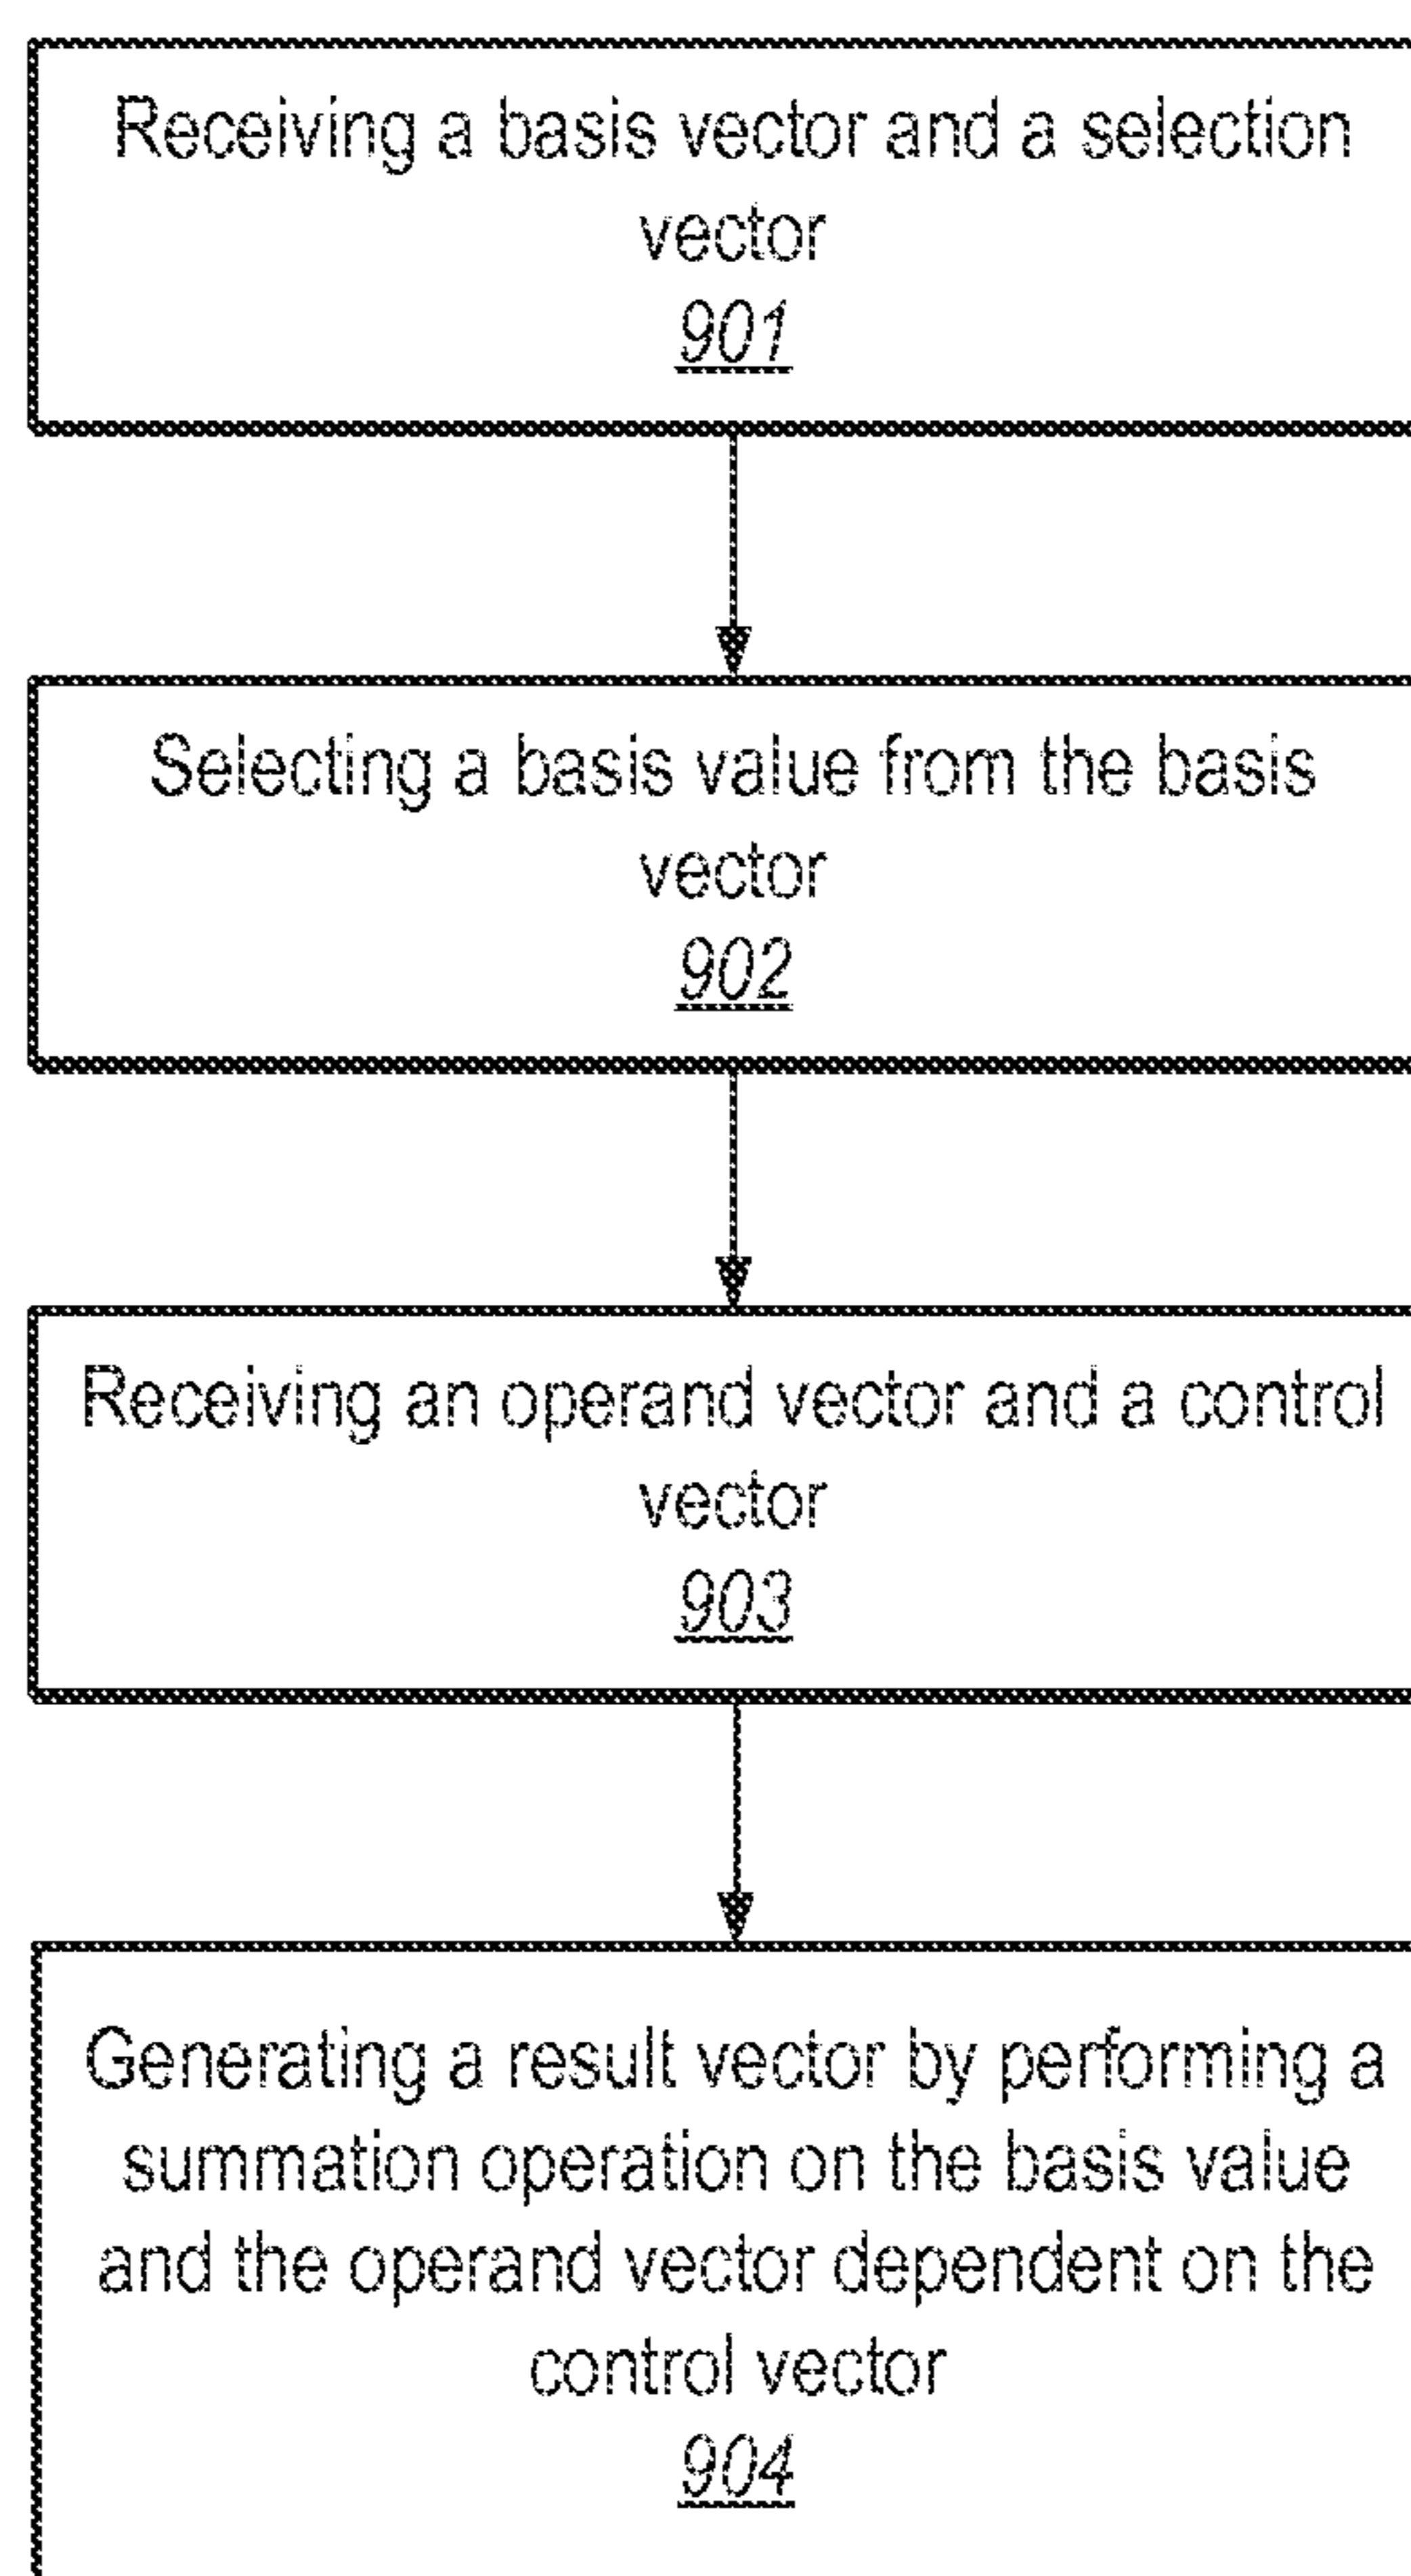 Receiving a basis vector and a selection
vector
901
Selecting a basis value from the basis
vector
902
Receiving an operand vector and a control
vector
903
Generating a result vector by performing a
summation operation on the basis value
and the operand vector dependent on the
control vector
904